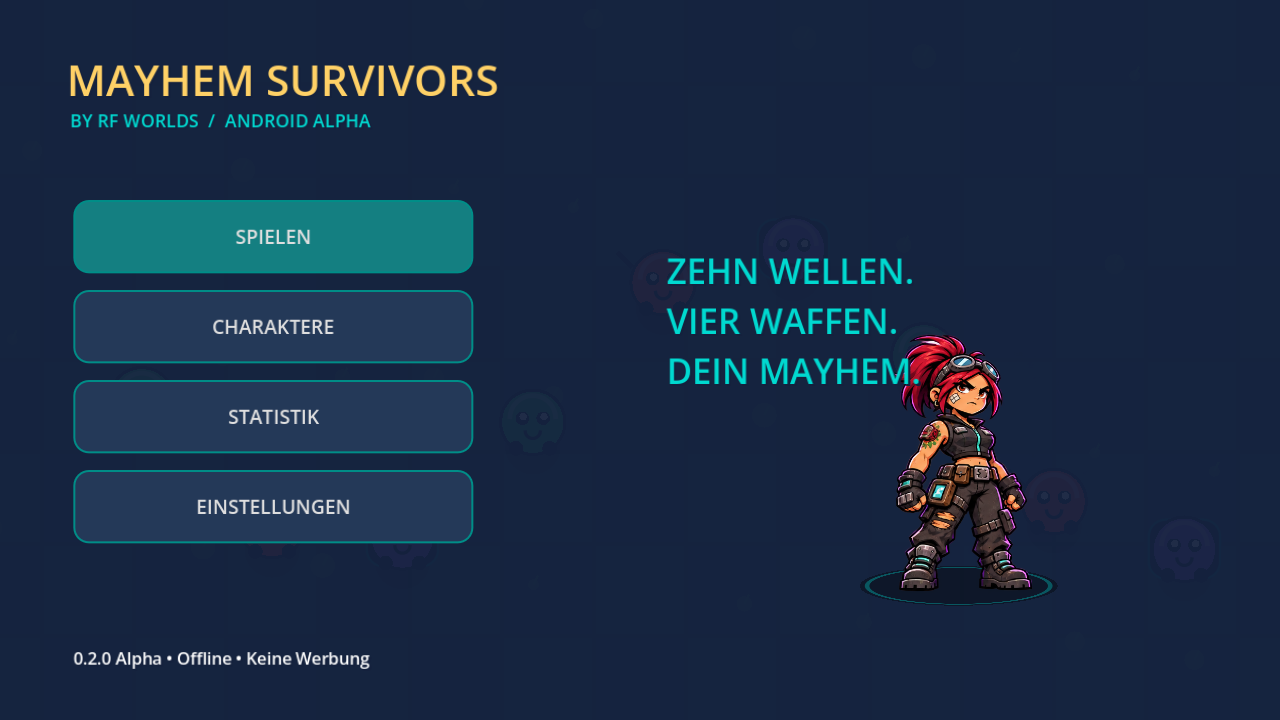 MAYHEM SURVIVORS
BY RF WORLDS / ANDROID ALPHA
SPIELEN
CHARAKTERE
STATISTIK
EINSTELLUNGEN
ZEHN WELLEN.
VIER WAFFEN.
DEIN MAYHEM.
0.2.0 Alpha • Offline • Keine Werbung